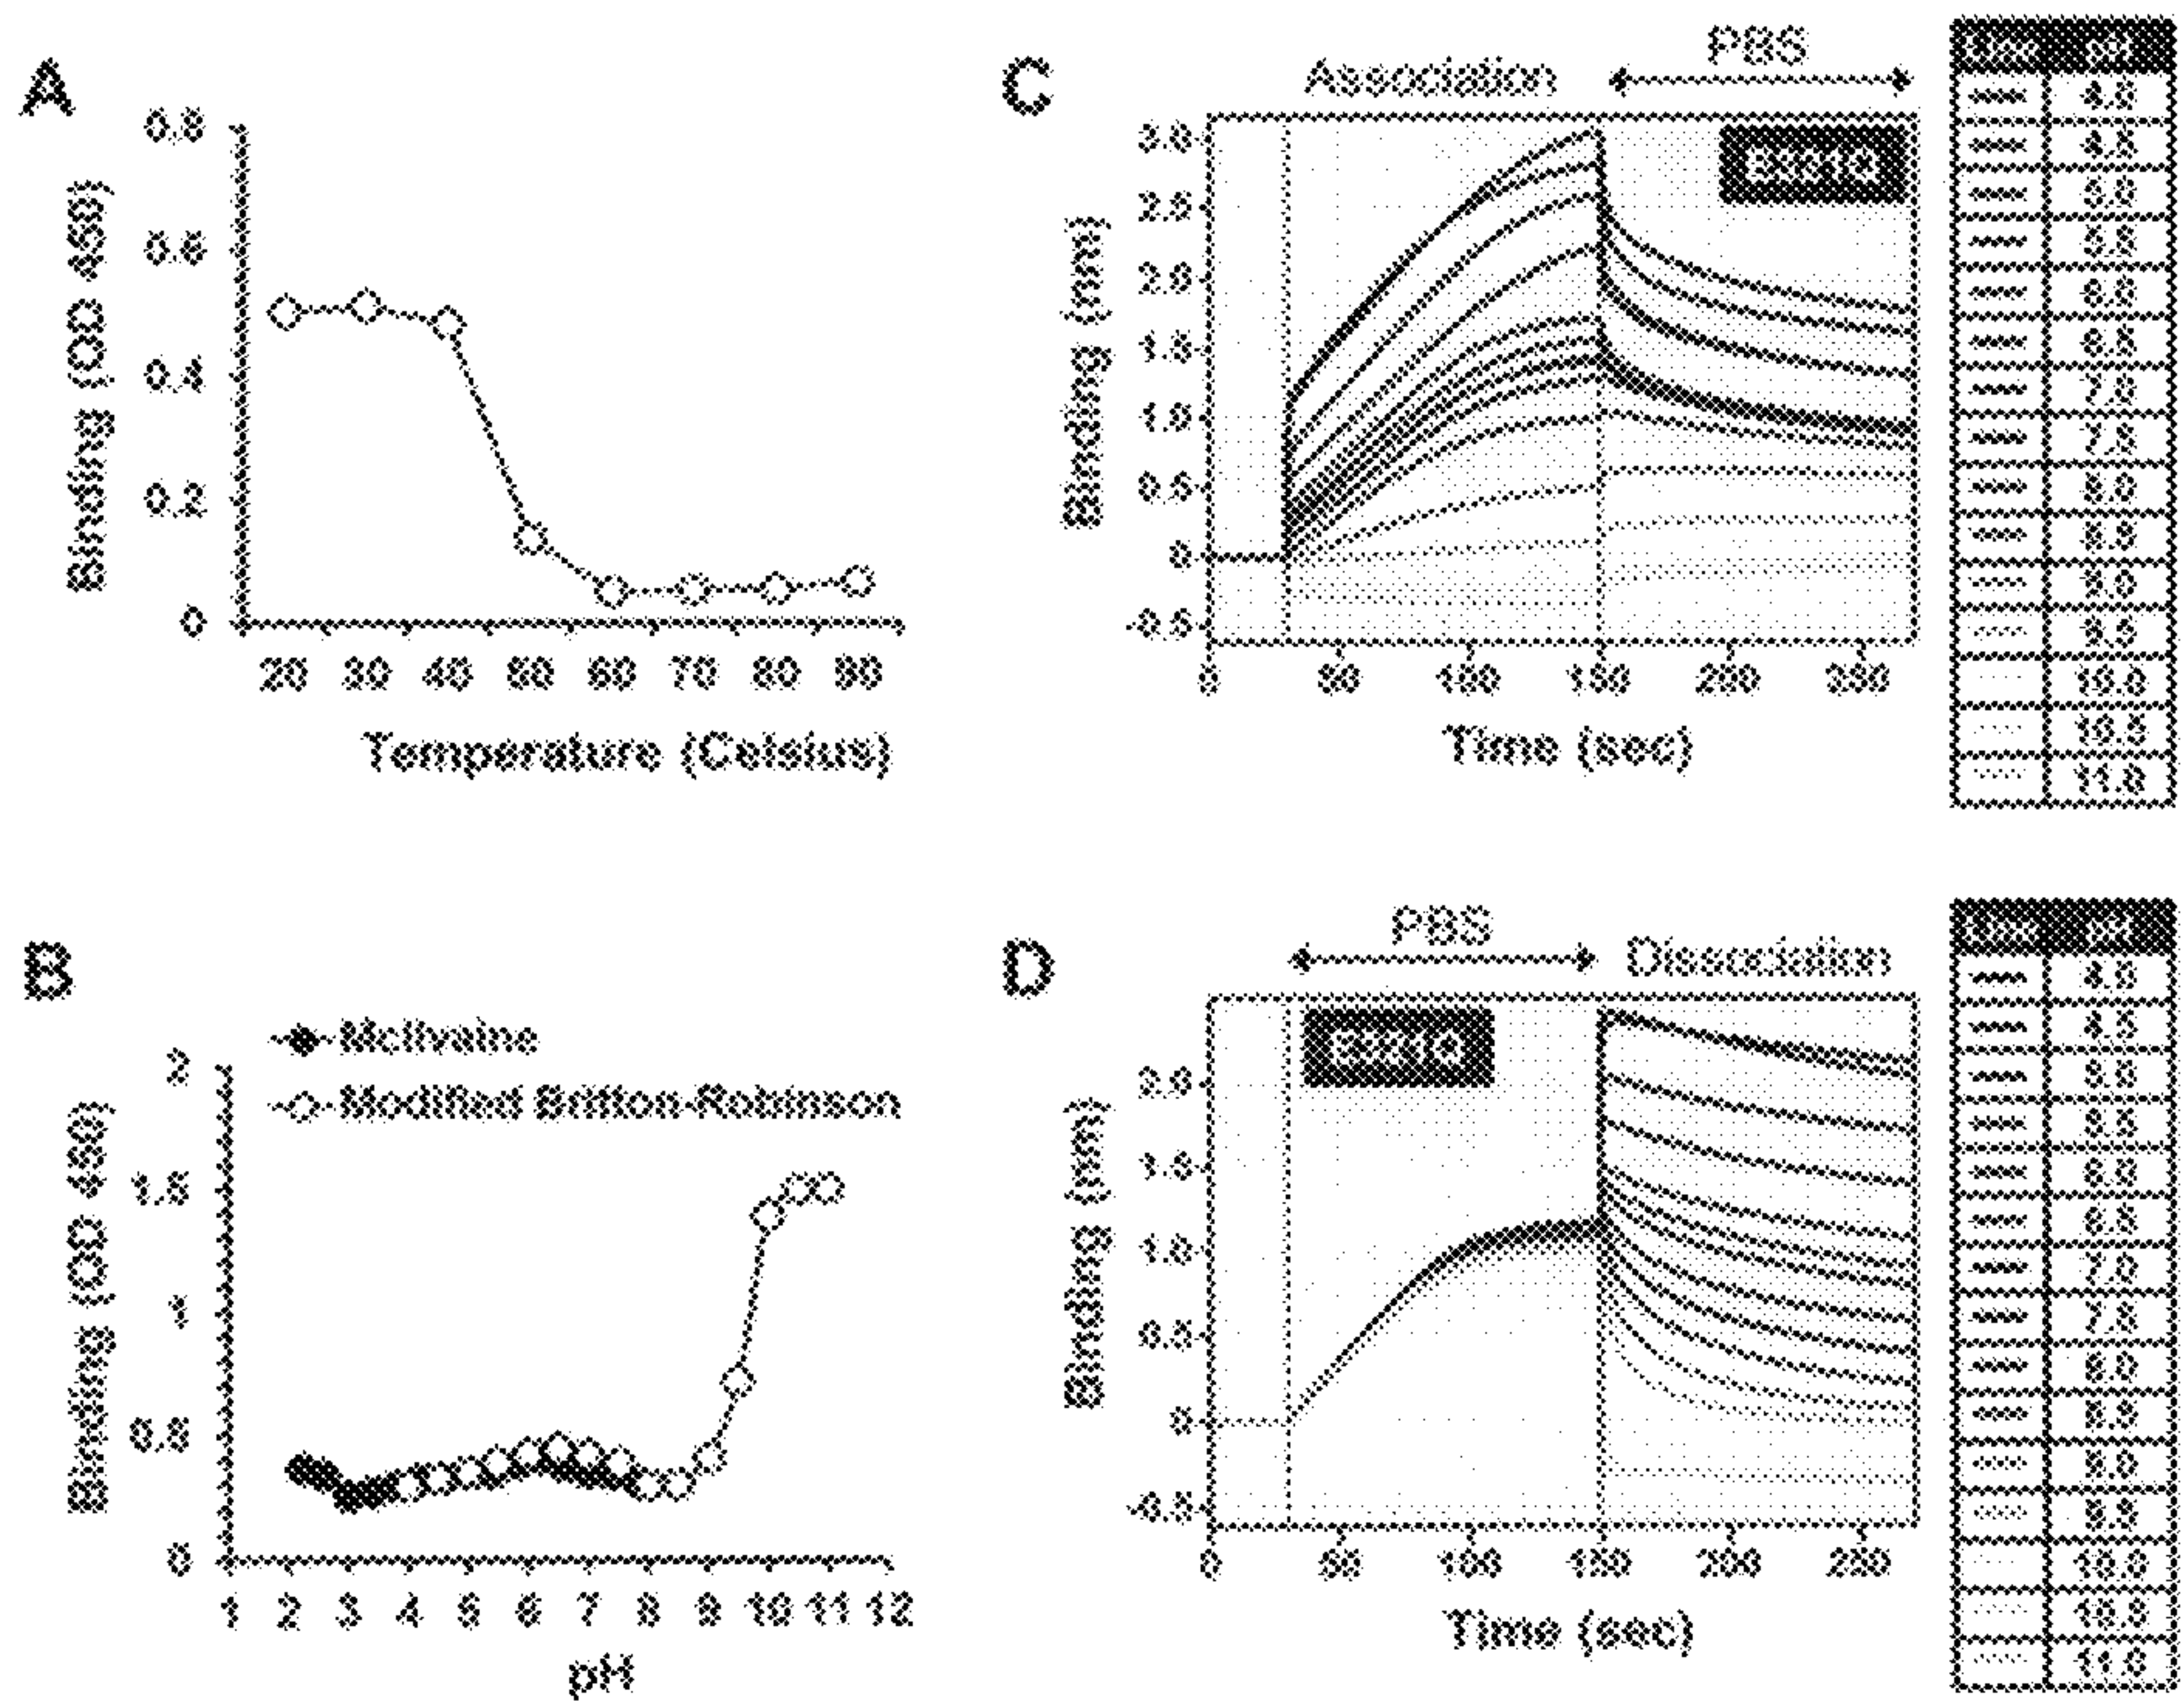 A
Binding (OD 450)
0.8
0.6
0.4
0.2
0
20 30 40 50 60 70 80 90
Temperature (Celsius)
B
McIlvaine
Modified Britton-Robinson
Binding (OD 450)
2
1.5
1
0.5
0
1 2 3 4 5 6 7 8 9 10 11 12
pH
C
Association
PBS
Binding (nm)
3.0
2.5
2.0
1.5
1.0
0.5
0
-0.5
0 50 100 150 200 250
Time (sec)
pH
4.0
4.5
5.0
5.5
6.0
6.5
7.0
7.5
8.0
8.5
9.0
9.5
10.0
10.5
11.0
D
PBS
Dissociation
Binding (nm)
2.0
1.5
1.0
0.5
0
-0.5
0 50 100 150 200 250
Time (sec)
pH
4.0
4.5
5.0
5.5
6.0
6.5
7.0
7.5
8.0
8.5
9.0
9.5
10.0
10.5
11.0